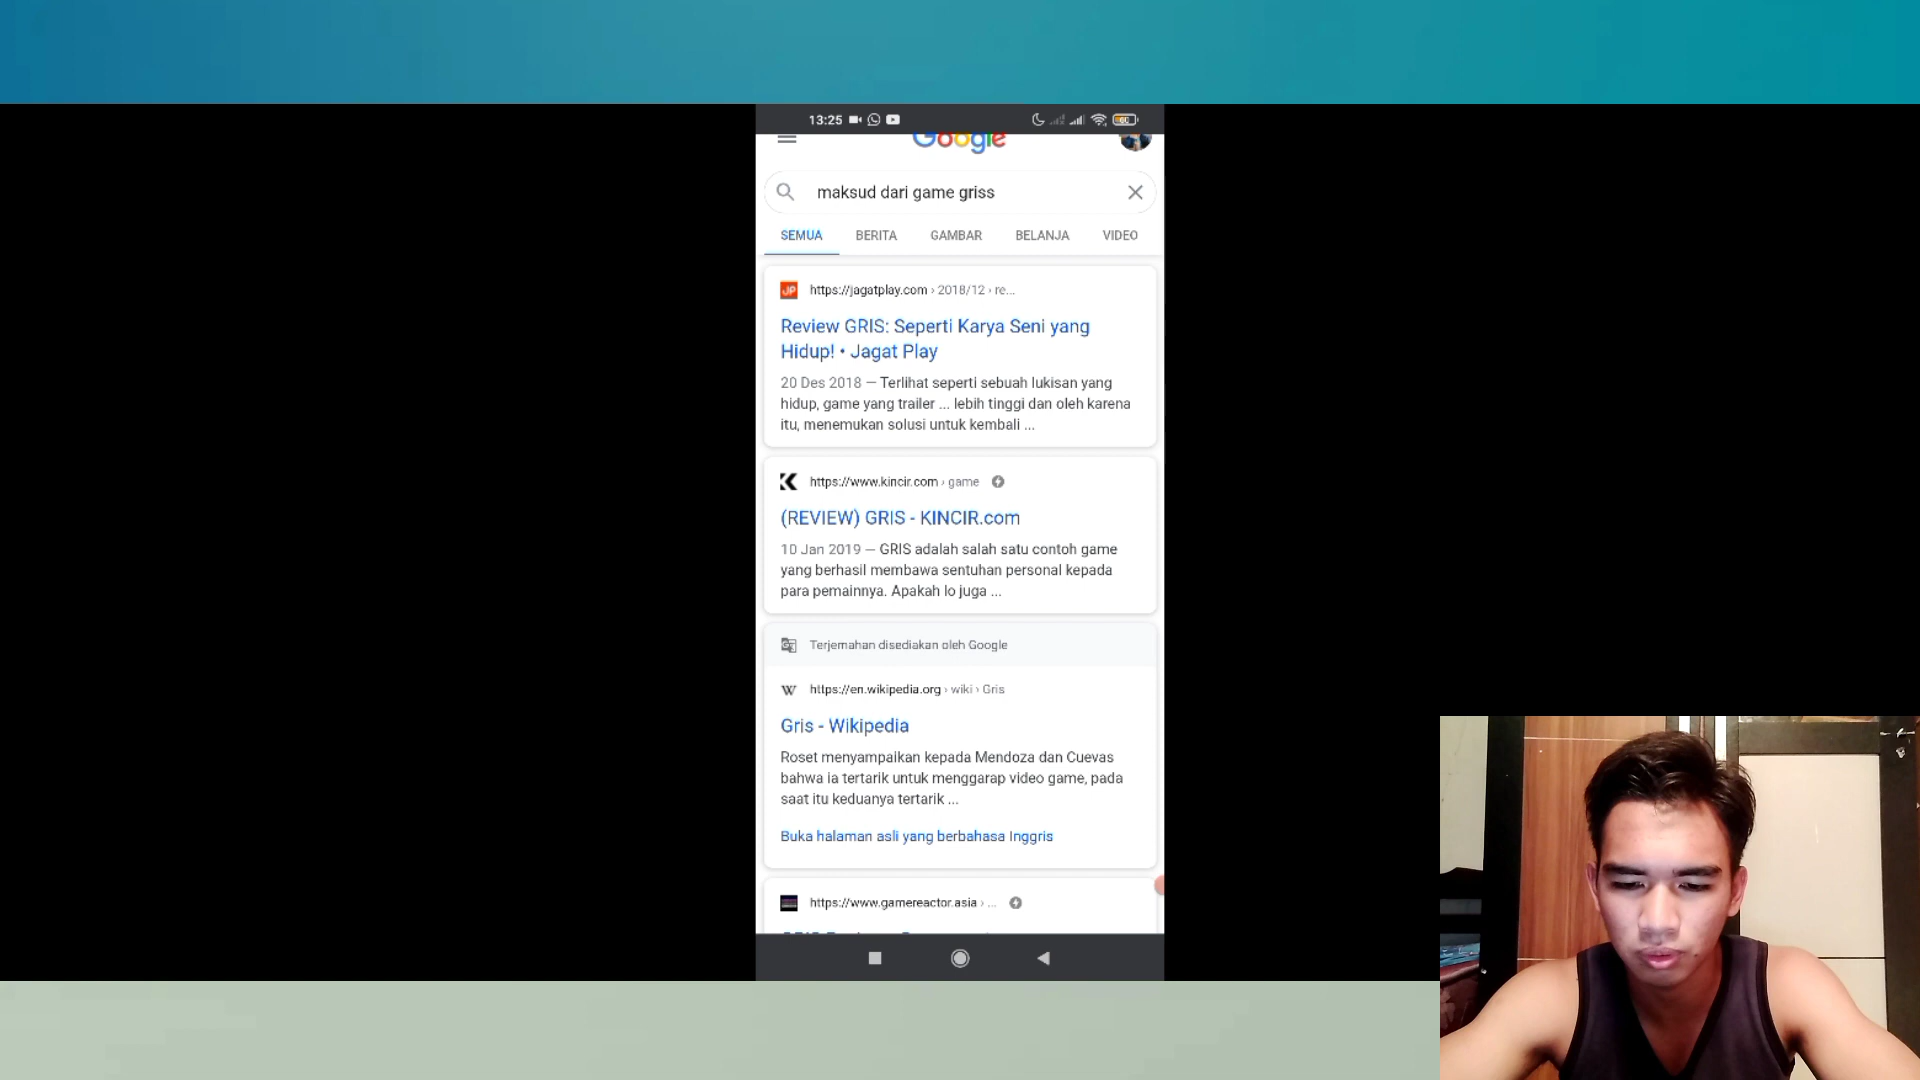 13:25
Google
maksud dari game griss
SEMUA BERITA GAMBAR BELANJA VIDEO
JP https://jagatplay.com › 2018/12 › re...
Review GRIS: Seperti Karya Seni yang
Hidup! • Jagat Play
20 Des 2018 — Terlihat seperti sebuah lukisan yang
hidup, game yang trailer ... lebih tinggi dan oleh karena
itu, menemukan solusi untuk kembali ...
https://www.kincir.com › game
(REVIEW) GRIS - KINCIR.com
10 Jan 2019 — GRIS adalah salah satu contoh game
yang berhasil membawa sentuhan personal kepada
para pemainnya. Apakah lo juga ...
Terjemahan disediakan oleh Google
W https://en.wikipedia.org › wiki › Gris
Gris - Wikipedia
Roset menyampaikan kepada Mendoza dan Cuevas
bahwa ia tertarik untuk menggarap video game, pada
saat itu keduanya tertarik ...
Buka halaman asli yang berbahasa Inggris
https://www.gamereactor.asia › ...